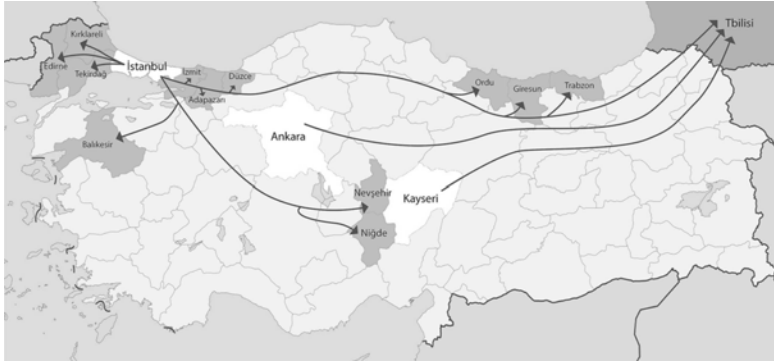 Tbilisi
Kırklareli
Edirne
Tekirdağ
İstanbul
İzmit
Düzce
Adapazarı
Ordu
Giresun
Trabzon
Ankara
Balıkesir
Nevşehir
Kayseri
Niğde